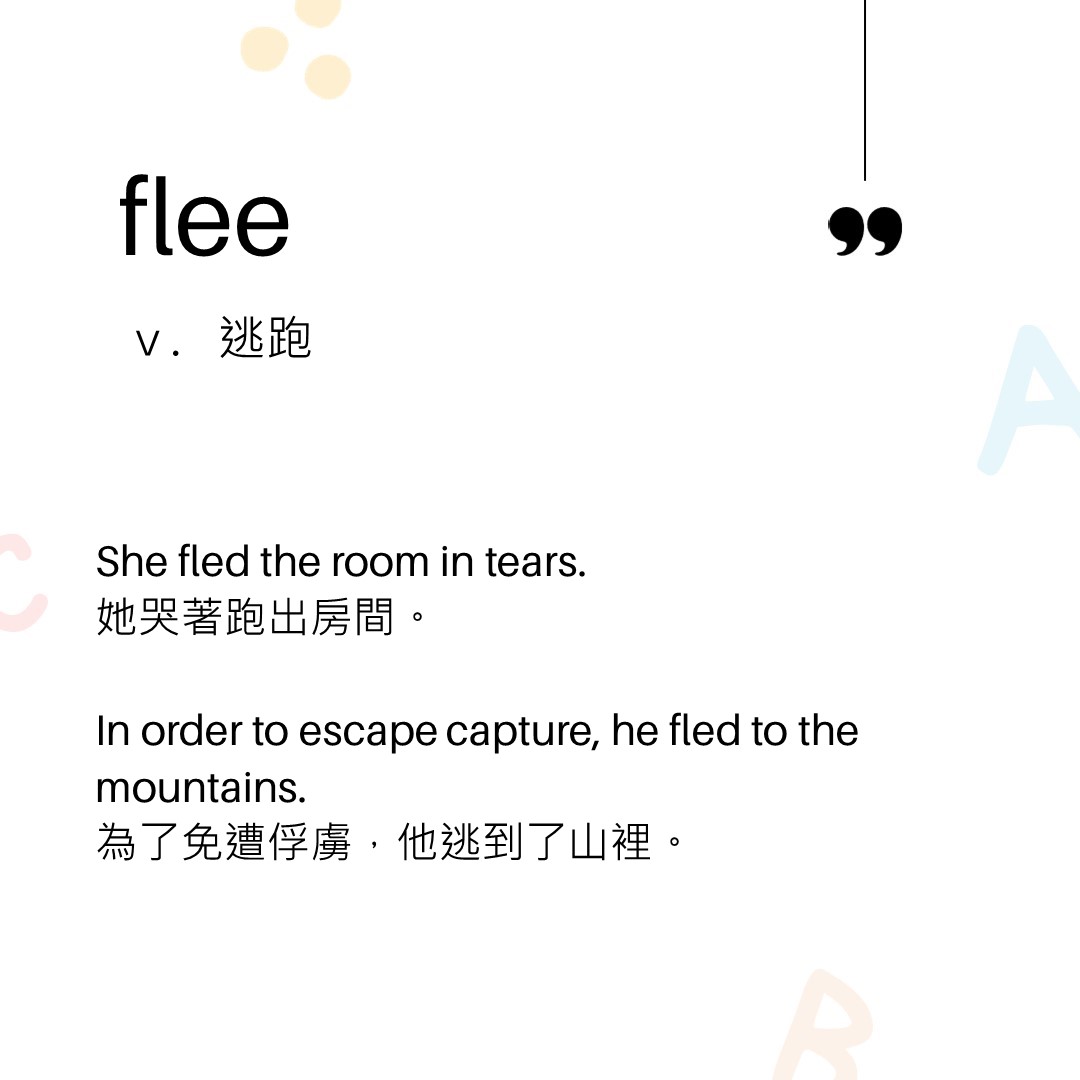 flee
”
v. 逃跑
She fled the room in tears.
她哭著跑出房間。
In order to escape capture, he fled to the
mountains.
為了免遭俘虜，他逃到了山裡。
A
C
B